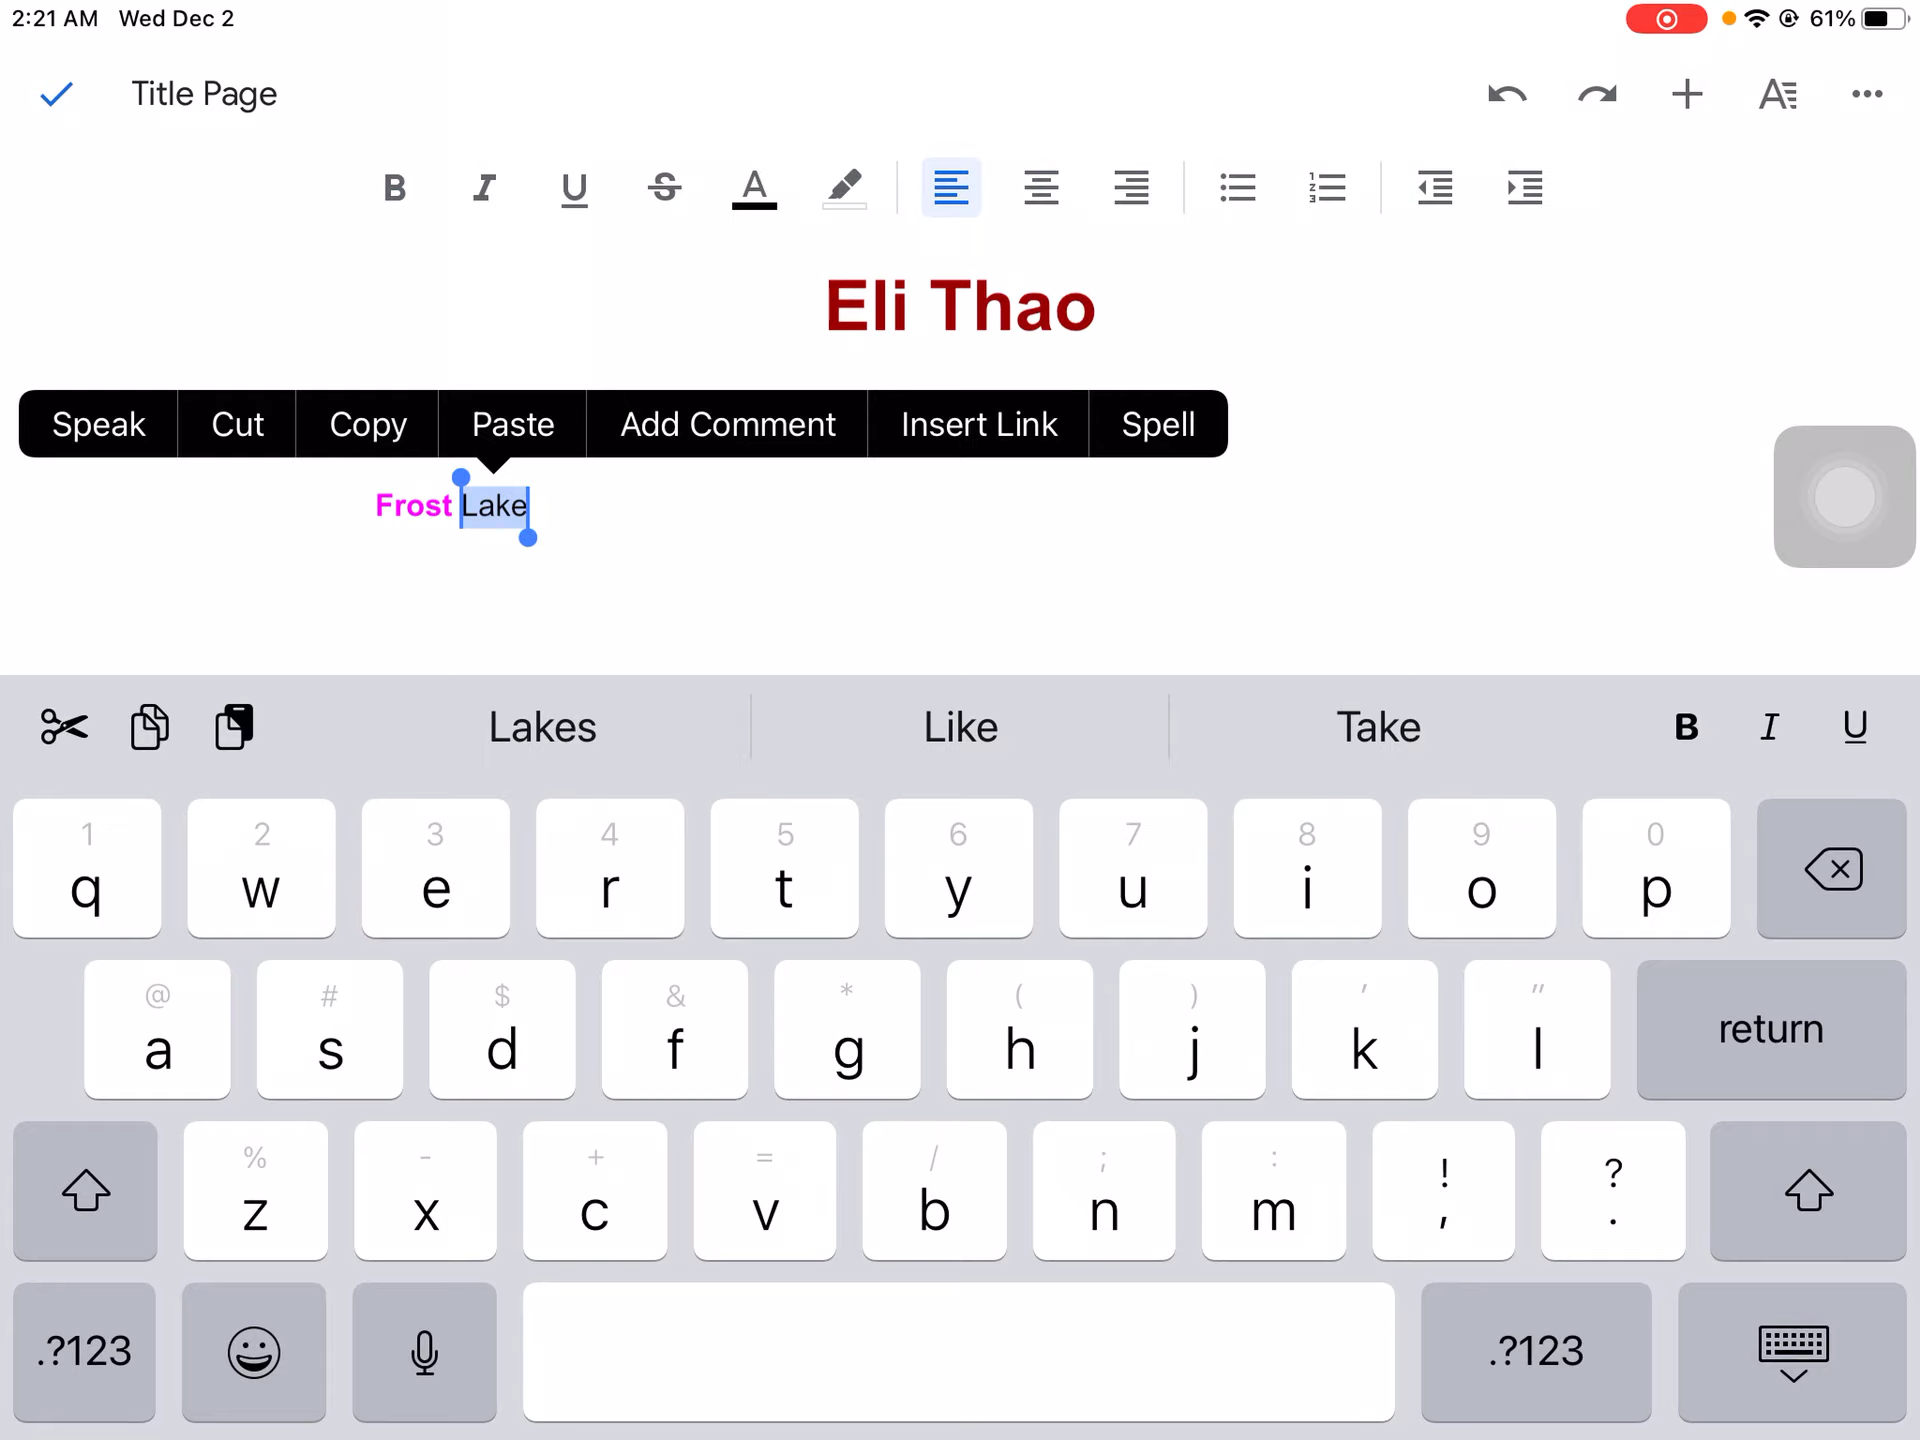 2:21 AM Wed Dec 2 61%
Title Page
B I U S A
Eli Thao
Speak Cut Copy Paste Add Comment Insert Link Spell
Frost Lake
Lakes Like Take B I U
1 2 3 4 5 6 7 8 9 0
q w e r t y u i o p
@ # $ & * ( ) ' "
a s d f g h j k l return
% - + = / ; : ! ?
z x c v b n m , .
.?123 .?123